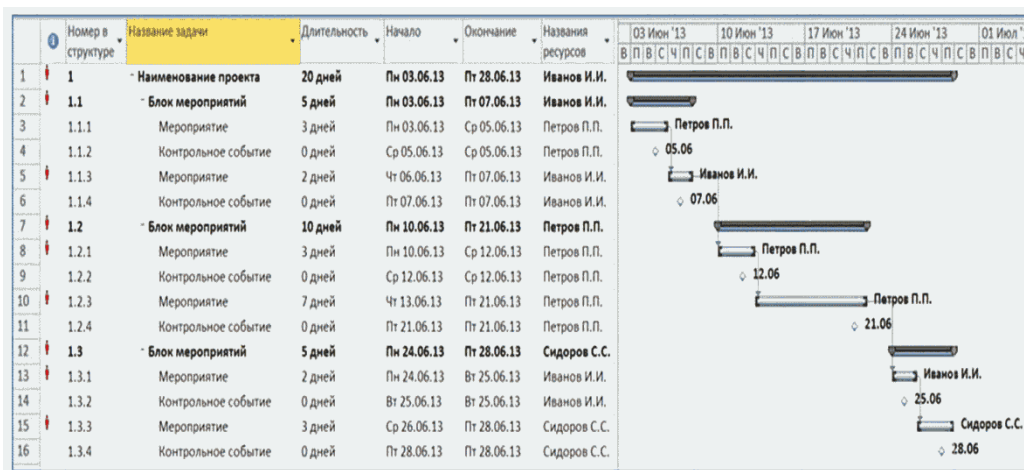 Номер в структуре Название задачи Длительность Начало Окончание Названия ресурсов 03 Июн '13 10 Июн '13 17 Июн '13 24 Июн '13 01 Июл '
В П В С Ч П С В П В С Ч П С В П В С Ч П С В П В С Ч П С В П В С Ч
1 1 Наименование проекта 20 дней Пн 03.06.13 Пт 28.06.13 Иванов И.И.
2 1.1 Блок мероприятий 5 дней Пн 03.06.13 Пт 07.06.13 Иванов И.И.
3 1.1.1 Мероприятие 3 дней Пн 03.06.13 Ср 05.06.13 Петров П.П. Петров П.П.
4 1.1.2 Контрольное событие 0 дней Ср 05.06.13 Ср 05.06.13 Петров П.П. 05.06
5 1.1.3 Мероприятие 2 дней Чт 06.06.13 Пт 07.06.13 Иванов И.И. Иванов И.И.
6 1.1.4 Контрольное событие 0 дней Пт 07.06.13 Пт 07.06.13 Иванов И.И. 07.06
7 1.2 Блок мероприятий 10 дней Пн 10.06.13 Пт 21.06.13 Петров П.П.
8 1.2.1 Мероприятие 3 дней Пн 10.06.13 Ср 12.06.13 Петров П.П. Петров П.П.
9 1.2.2 Контрольное событие 0 дней Ср 12.06.13 Ср 12.06.13 Петров П.П. 12.06
10 1.2.3 Мероприятие 7 дней Чт 13.06.13 Пт 21.06.13 Петров П.П. Петров П.П.
11 1.2.4 Контрольное событие 0 дней Пт 21.06.13 Пт 21.06.13 Петров П.П. 21.06
12 1.3 Блок мероприятий 5 дней Пн 24.06.13 Пт 28.06.13 Сидоров С.С.
13 1.3.1 Мероприятие 2 дней Пн 24.06.13 Вт 25.06.13 Иванов И.И. Иванов И.И.
14 1.3.2 Контрольное событие 0 дней Вт 25.06.13 Вт 25.06.13 Иванов И.И. 25.06
15 1.3.3 Мероприятие 3 дней Ср 26.06.13 Пт 28.06.13 Сидоров С.С. Сидоров С.С.
16 1.3.4 Контрольное событие 0 дней Пт 28.06.13 Пт 28.06.13 Сидоров С.С. 28.06